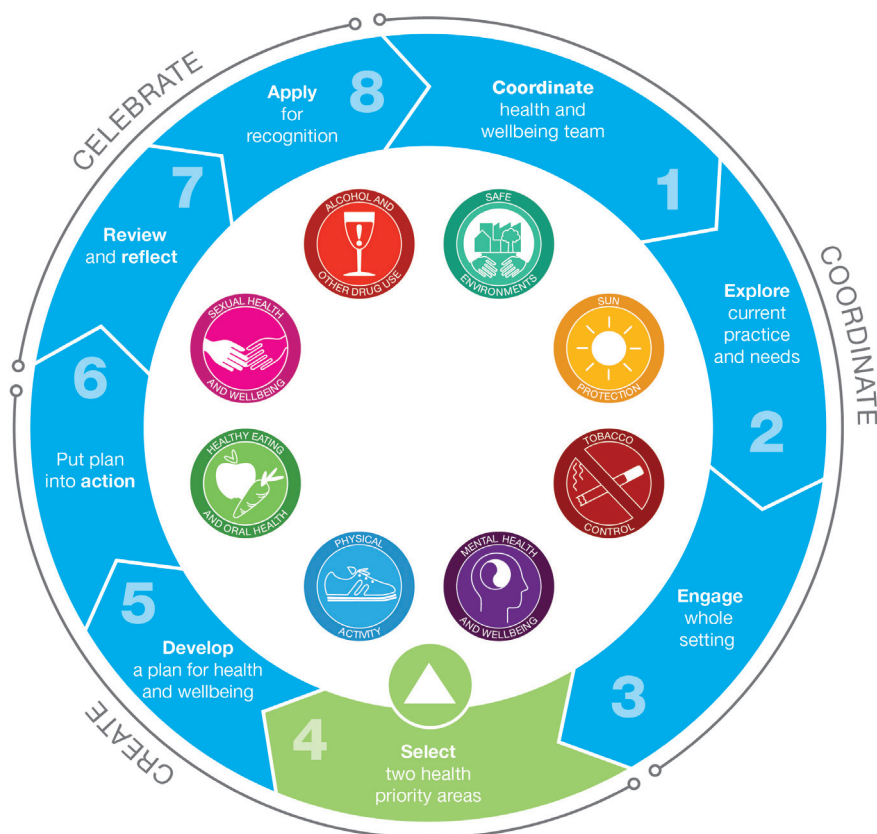 COORDINATE
Coordinate
health and
wellbeing team
1
Explore
current
practice
and needs
2
Engage
whole
setting
3
CREATE
4
Select
two health
priority areas
5
Develop
a plan for health
and wellbeing
6
Put plan
into action
CELEBRATE
7
Review
and reflect
Apply
for
recognition
8
ALCOHOL AND
OTHER DRUG USE
SAFE
ENVIRONMENTS
SUN
PROTECTION
TOBACCO
CONTROL
MENTAL HEALTH
AND WELLBEING
PHYSICAL
ACTIVITY
HEALTHY EATING
AND ORAL HEALTH
SEXUAL HEALTH
AND WELLBEING